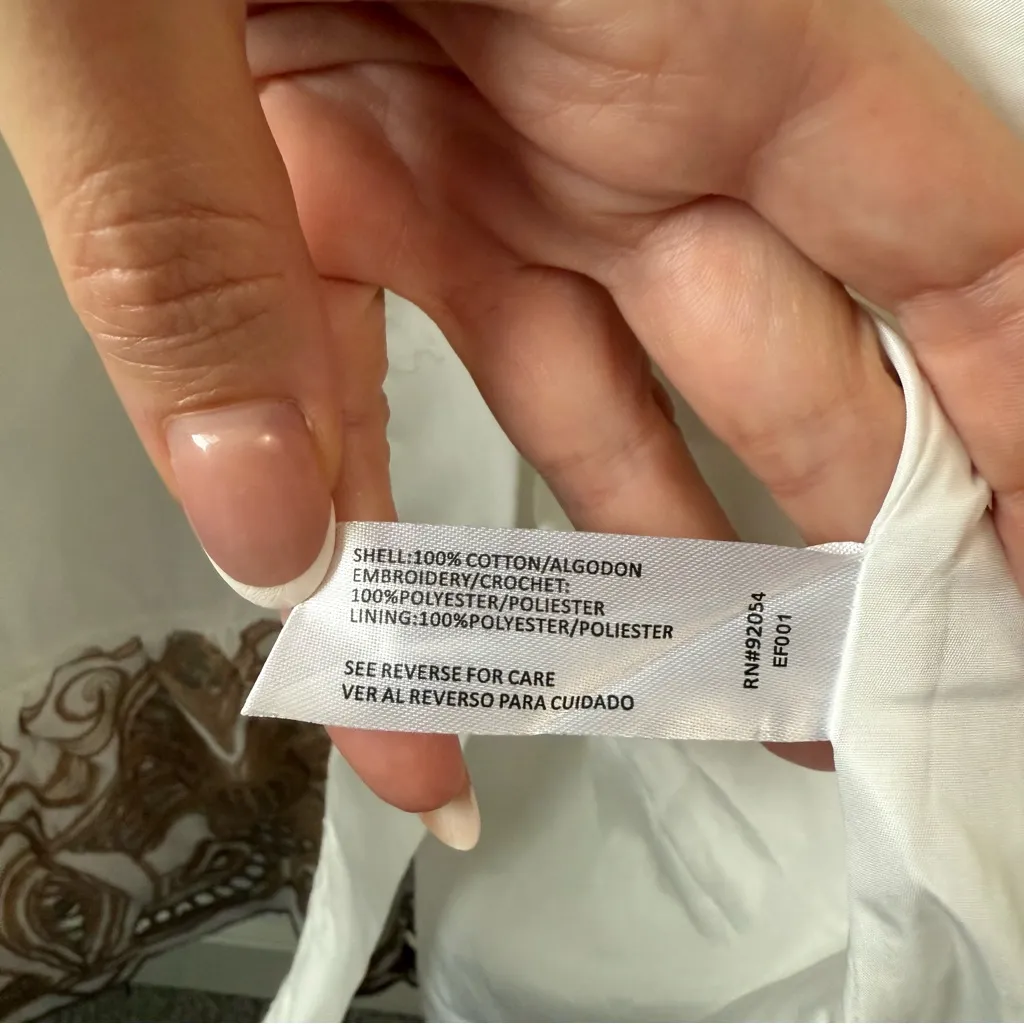 SHELL:100% COTTON/ALGODON
EMBROIDERY/CROCHET:
100%POLYESTER/POLIESTER
LINING:100%POLYESTER/POLIESTER
SEE REVERSE FOR CARE
VER AL REVERSO PARA CUIDADO
RN#92054
EF001